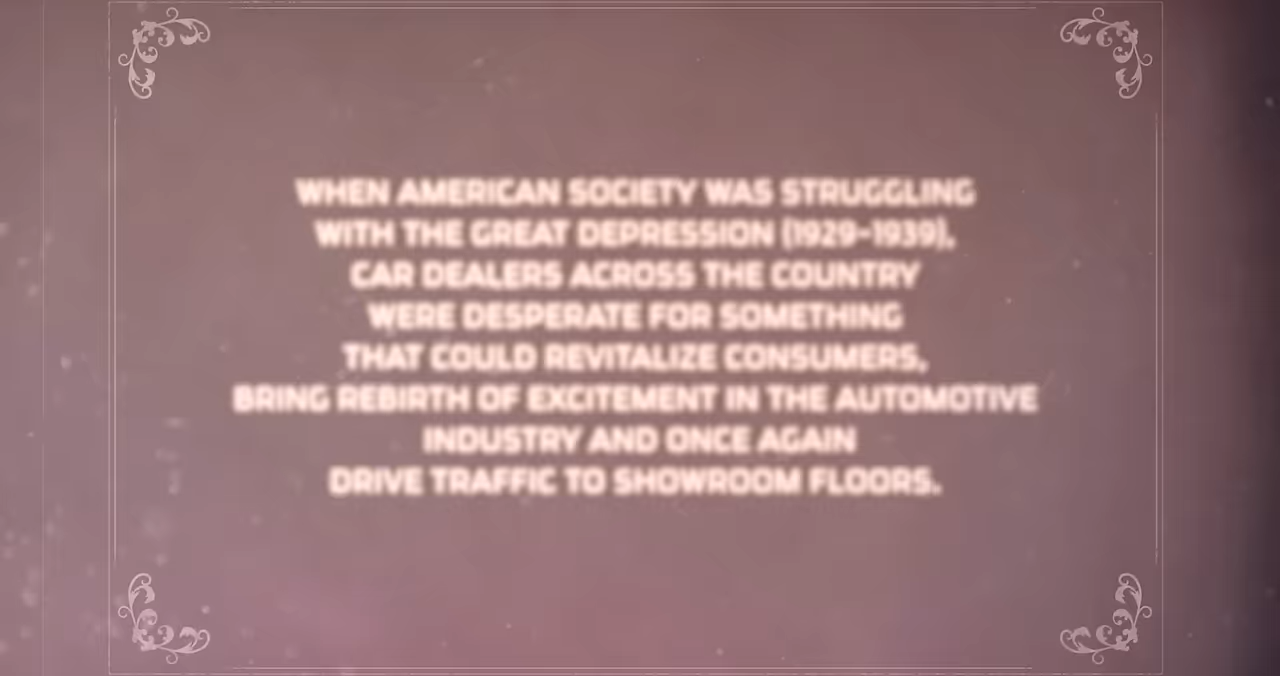 WHEN AMERICAN SOCIETY WAS STRUGGLING
WITH THE GREAT DEPRESSION (1929-1939),
CAR DEALERS ACROSS THE COUNTRY
WERE DESPERATE FOR SOMETHING
THAT COULD REVITALIZE CONSUMERS,
BRING REBIRTH OF EXCITEMENT IN THE AUTOMOTIVE
INDUSTRY AND ONCE AGAIN
DRIVE TRAFFIC TO SHOWROOM FLOORS.